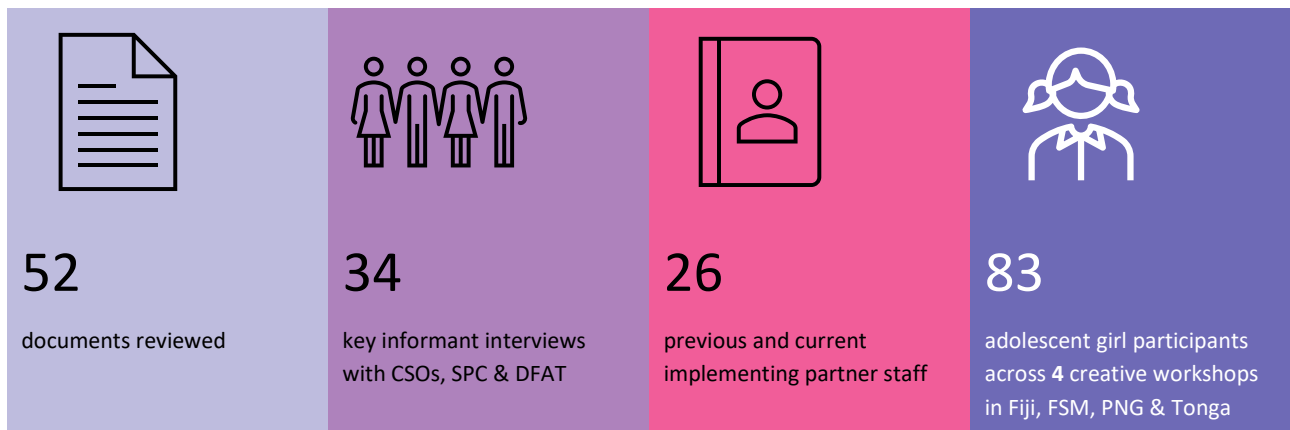 52
documents reviewed
34
key informant interviews
with CSOs, SPC & DFAT
26
previous and current
implementing partner staff
83
adolescent girl participants
across 4 creative workshops
in Fiji, FSM, PNG & Tonga